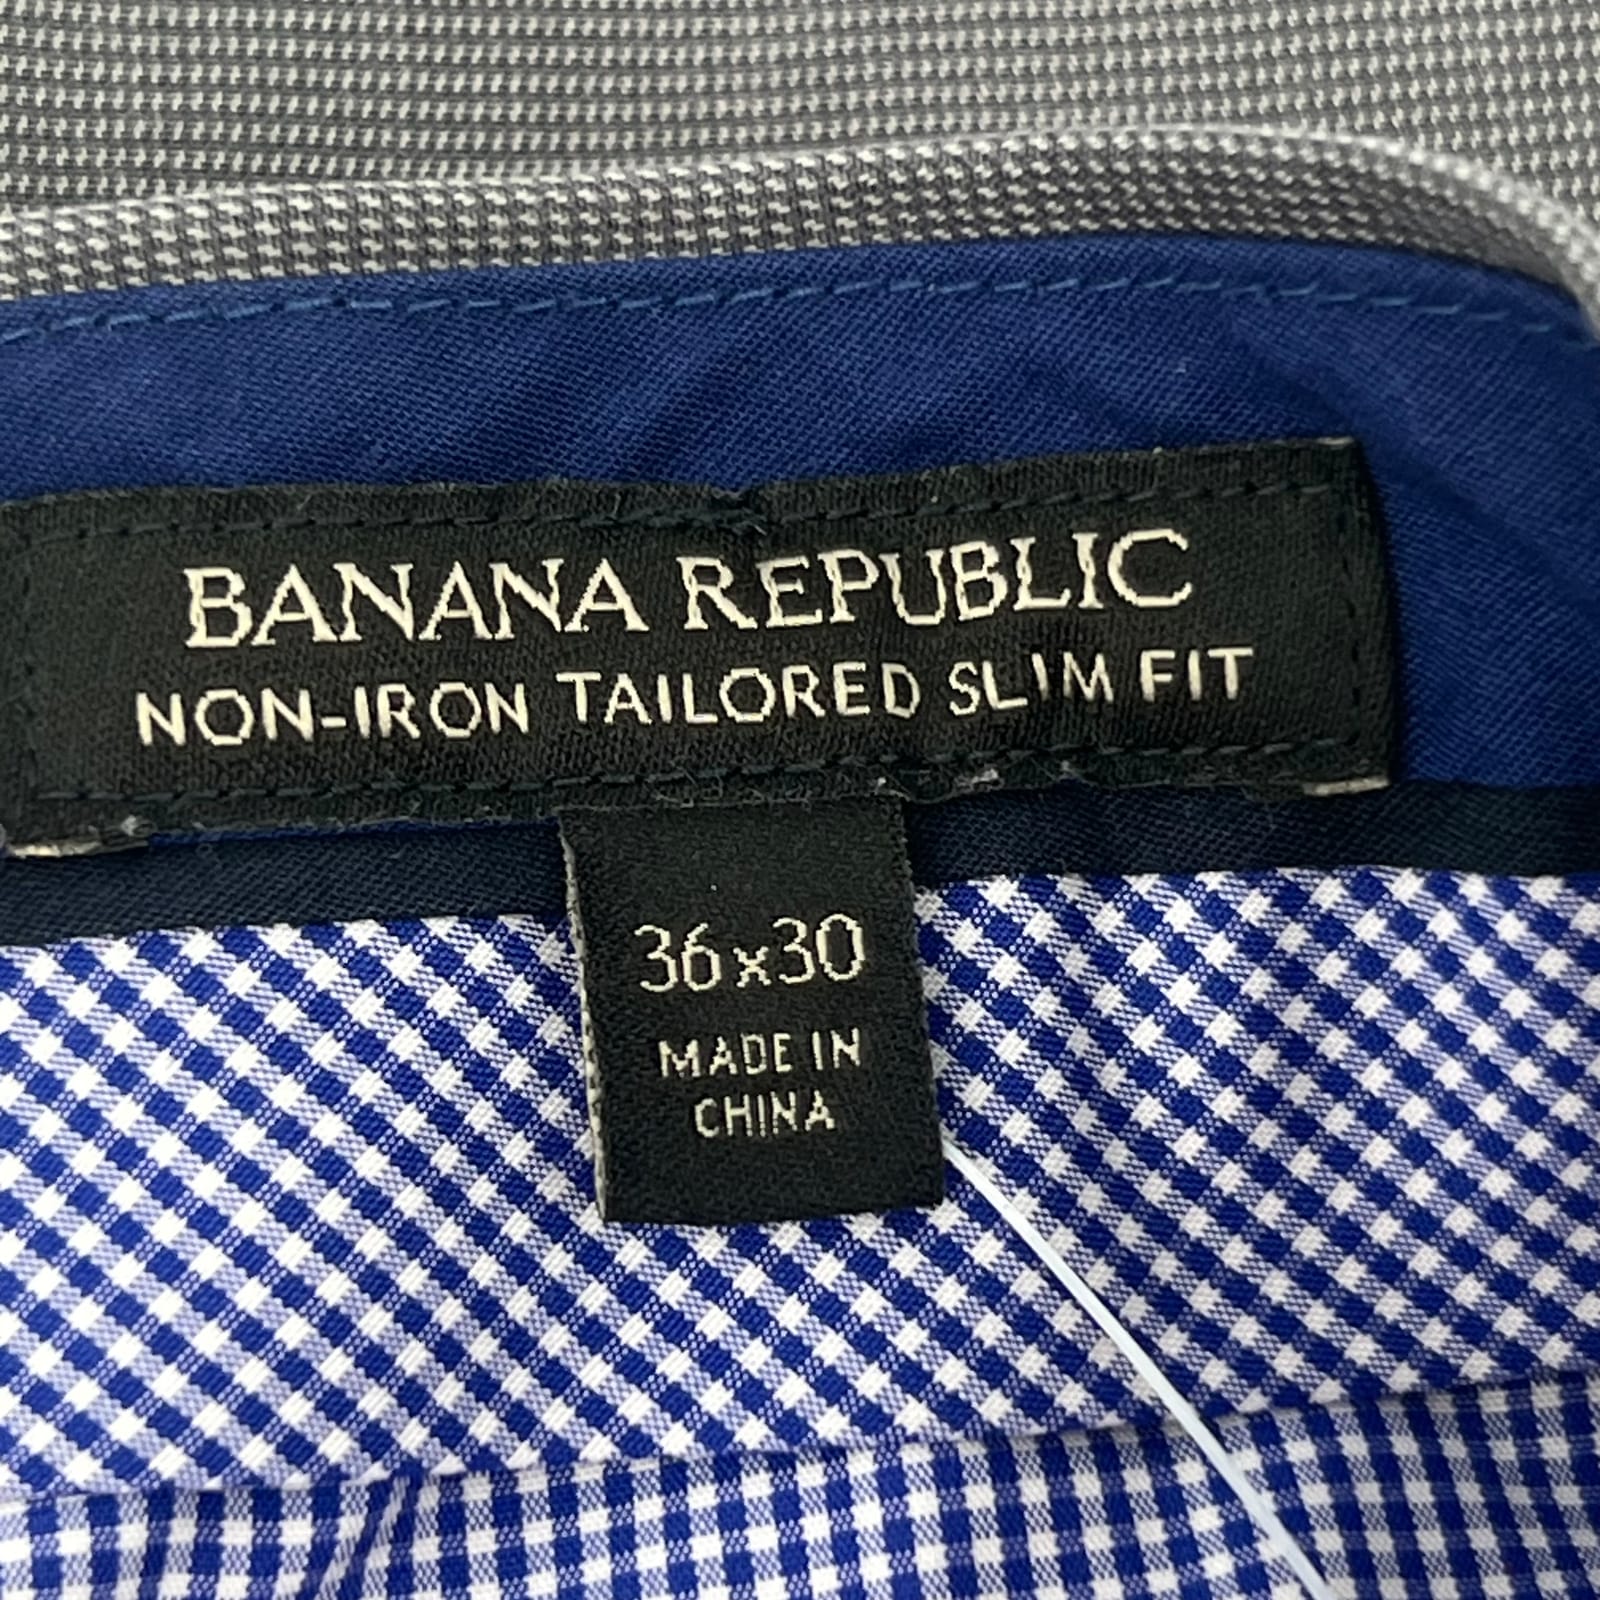 BANANA REPUBLIC
NON-IRON TAILORED SLIM FIT
36x30
MADE IN
CHINA